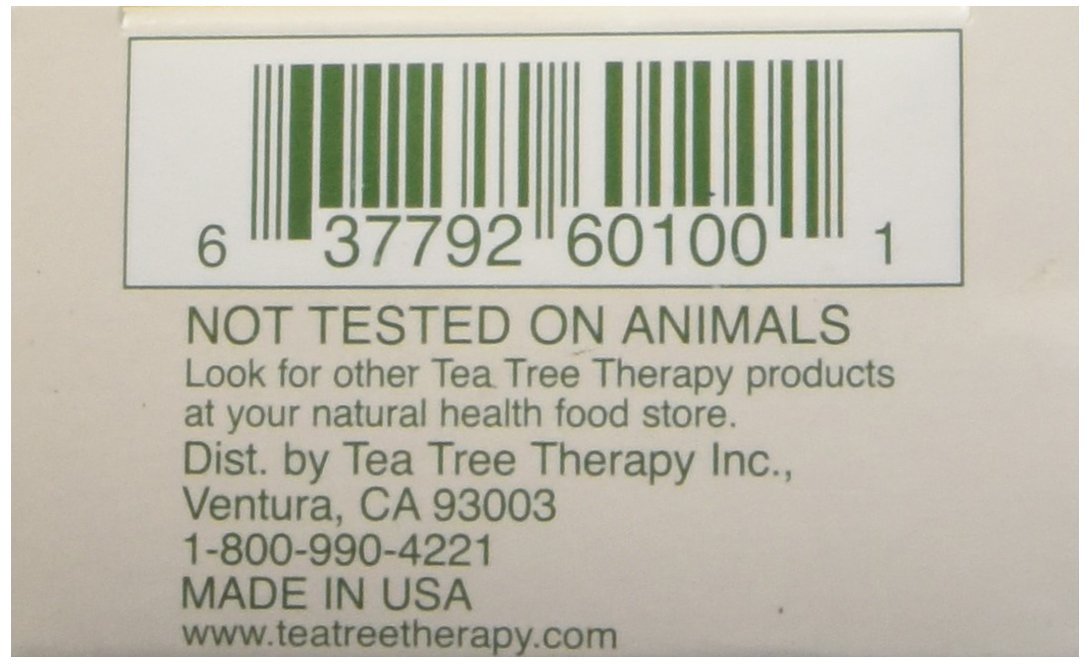 6 37792 60100 1
NOT TESTED ON ANIMALS
Look for other Tea Tree Therapy products
at your natural health food store.
Dist. by Tea Tree Therapy Inc.,
Ventura, CA 93003
1-800-990-4221
MADE IN USA
www.teatreetherapy.com